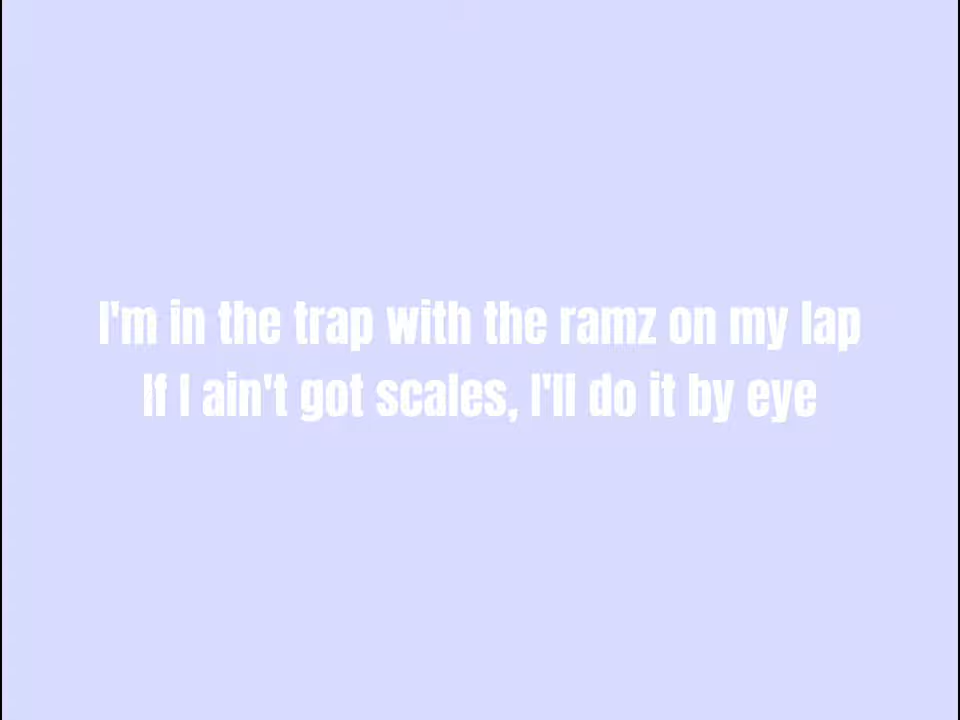 I'm in the trap with the ramz on my lap
If I ain't got scales, I'll do it by eye